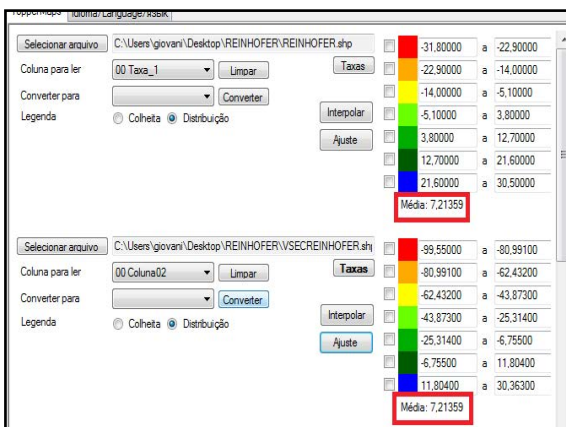 TopperMaps Idioma/Language/язык
Selecionar arquivo C:\Users\giovani\Desktop\REINHOFER\REINHOFER.shp
Coluna para ler 00 Taxa_1 Limpar Taxas
Converter para Converter
Legenda Colheita Distribuição Interpolar
Ajuste
-31,80000 a -22,90000
-22,90000 a -14,00000
-14,00000 a -5,10000
-5,10000 a 3,80000
3,80000 a 12,70000
12,70000 a 21,60000
21,60000 a 30,50000
Média: 7,21359
Selecionar arquivo C:\Users\giovani\Desktop\REINHOFER\VSECREINHOFER.shp
Coluna para ler 00 Coluna02 Limpar Taxas
Converter para Converter
Legenda Colheita Distribuição Interpolar
Ajuste
-99,55000 a -80,99100
-80,99100 a -62,43200
-62,43200 a -43,87300
-43,87300 a -25,31400
-25,31400 a -6,75500
-6,75500 a 11,80400
11,80400 a 30,36300
Média: 7,21359